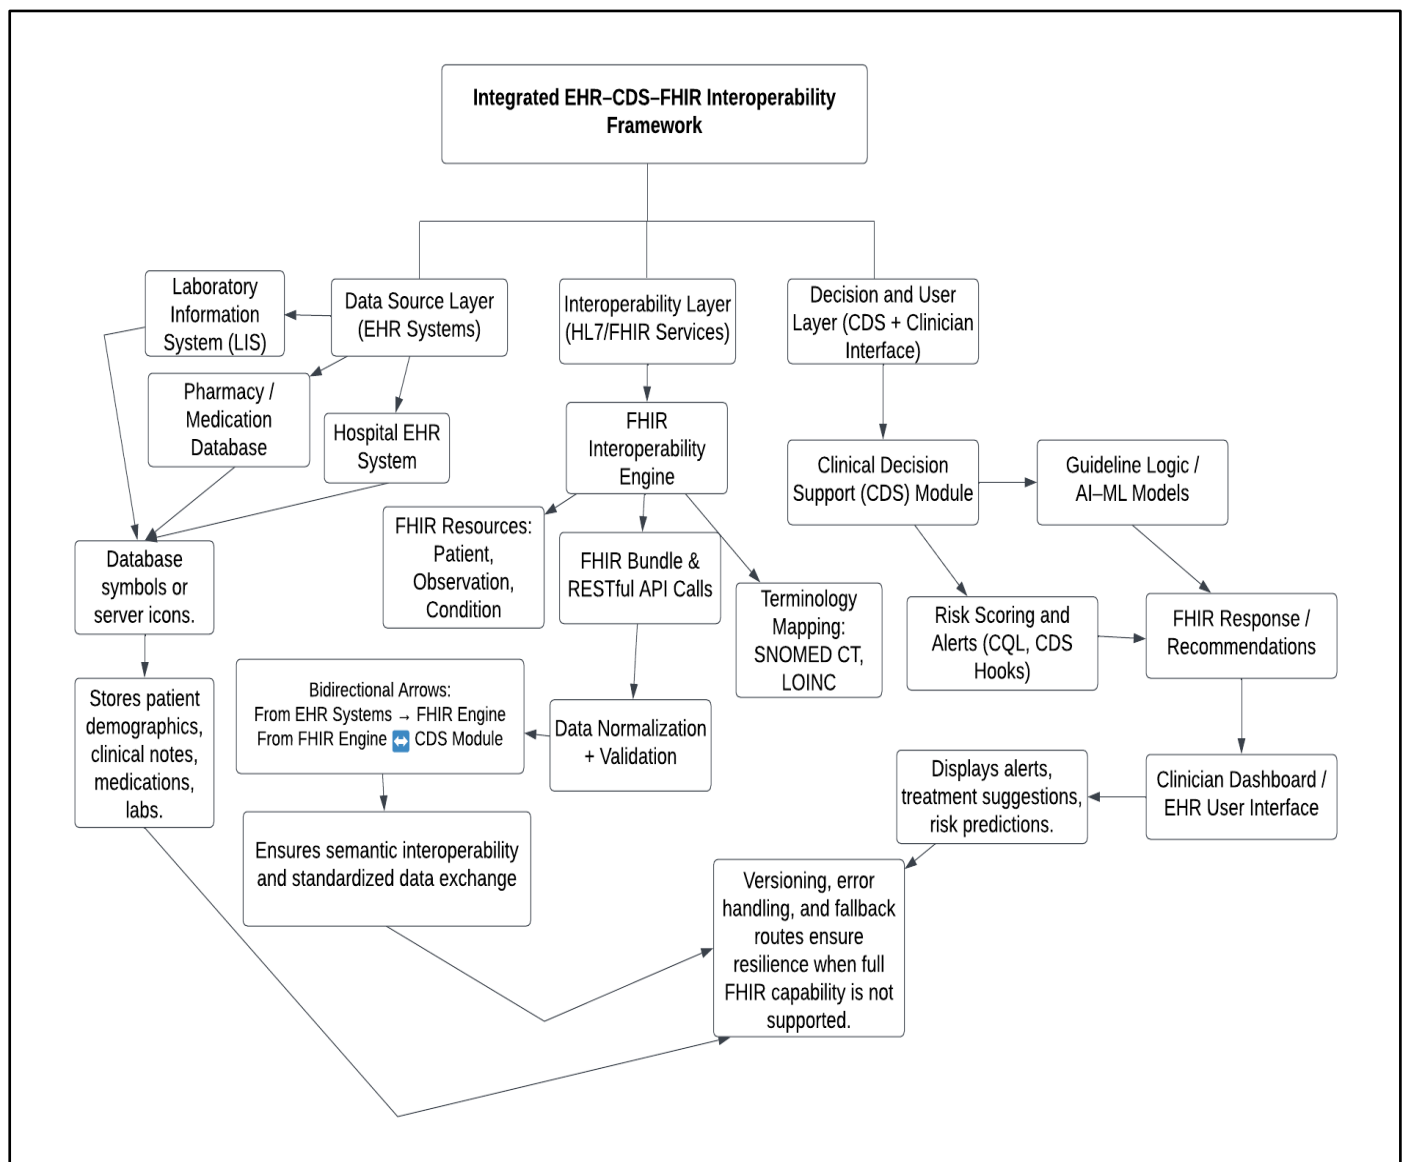 Integrated EHR–CDS–FHIR Interoperability
Framework
Laboratory
Information
System (LIS)
Data Source Layer
(EHR Systems)
Interoperability Layer
(HL7/FHIR Services)
Decision and User
Layer (CDS + Clinician
Interface)
Pharmacy /
Medication
Database
Hospital EHR
System
FHIR
Interoperability
Engine
Clinical Decision
Support (CDS) Module
Guideline Logic /
AI–ML Models
FHIR Resources:
Patient,
Observation,
Condition
FHIR Bundle &
RESTful API Calls
Terminology
Mapping:
SNOMED CT,
LOINC
Database
symbols or
server icons.
Risk Scoring and
Alerts (CQL, CDS
Hooks)
FHIR Response /
Recommendations
Stores patient
demographics,
clinical notes,
medications,
labs.
Bidirectional Arrows:
From EHR Systems → FHIR Engine
From FHIR Engine ↔️ CDS Module
Data Normalization
+ Validation
Displays alerts,
treatment suggestions,
risk predictions.
Clinician Dashboard /
EHR User Interface
Ensures semantic interoperability
and standardized data exchange
Versioning, error
handling, and fallback
routes ensure
resilience when full
FHIR capability is not
supported.